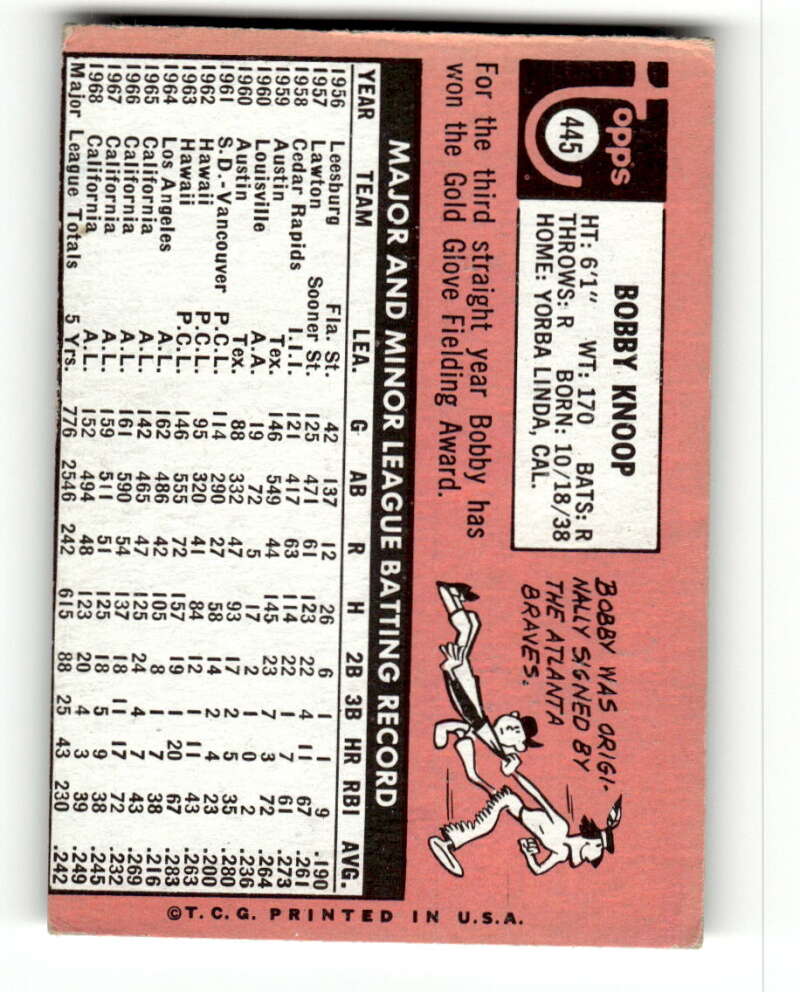 Topps
445
BOBBY KNOOP
HT: 6'1" WT: 170 BATS: R
THROWS: R BORN: 10/18/38
HOME: YORBA LINDA, CAL.
For the third straight year Bobby has
won the Gold Glove Fielding Award.
BOBBY WAS ORIGI-
NALLY SIGNED BY
THE ATLANTA
BRAVES.
MAJOR AND MINOR LEAGUE BATTING RECORD
YEAR TEAM LEA. G AB R H 2B 3B HR RBI AVG.
1956 Leesburg Fla. St. 42 137 12 26 6 1 1 9 .190
1957 Lawton Sooner St. 125 471 61 123 22 4 11 67 .261
1958 Cedar Rapids I.I.I. 121 417 63 114 22 1 7 61 .273
1959 Austin Tex. 146 549 44 145 23 7 3 72 .264
1960 Louisville A.A. 19 72 5 17 2 1 0 2 .236
1960 Austin Tex. 88 332 47 93 17 2 5 35 .280
1961 S.D.-Vancouver P.C.L. 114 290 27 58 14 2 4 23 .200
1962 Hawaii P.C.L. 95 320 41 84 12 1 11 43 .263
1963 Hawaii P.C.L. 146 555 72 157 19 1 20 67 .283
1964 Los Angeles A.L. 162 486 42 105 8 1 7 38 .216
1965 California A.L. 142 465 47 125 24 4 7 43 .269
1966 California A.L. 161 590 54 137 18 11 17 72 .232
1967 California A.L. 159 511 51 125 18 5 9 38 .245
1968 California A.L. 152 494 48 123 20 4 3 39 .249
Major League Totals 5 Yrs. 776 2546 242 615 88 25 43 230 .242
©T.C.G. PRINTED IN U.S.A.